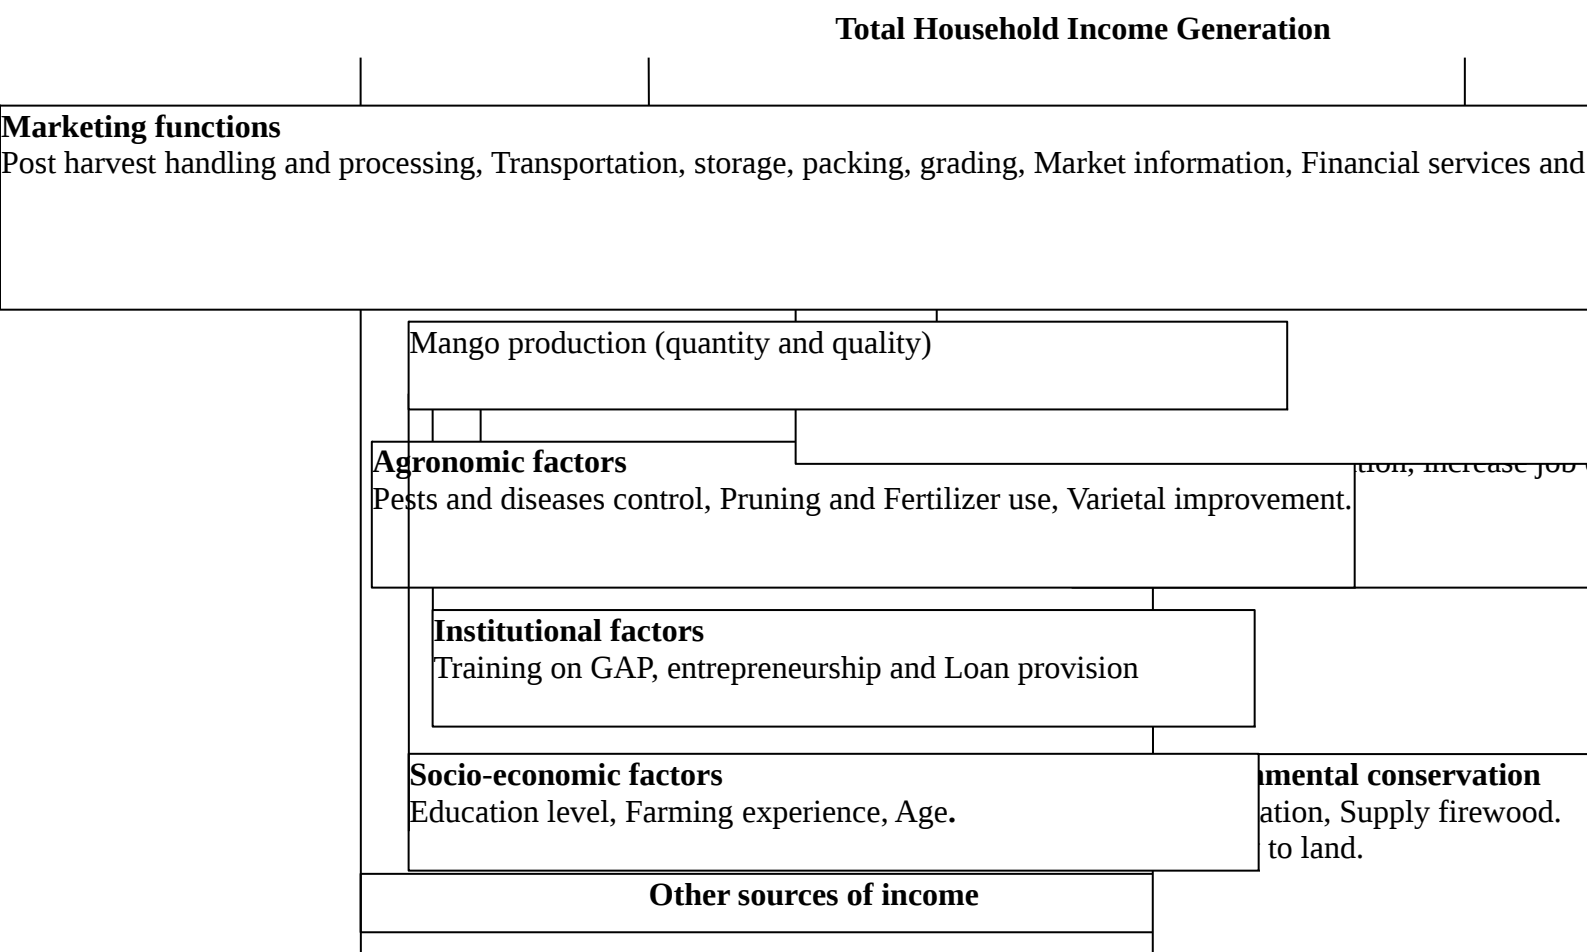 Total Household Income Generation
Marketing functions
Post harvest handling and processing, Transportation, storage, packing, grading, Market information, Financial services and
Mango production (quantity and quality)
Agronomic factors
increase job
Pests and diseases control, Pruning and Fertilizer use, Varietal improvement.
Institutional factors
Training on GAP, entrepreneurship and Loan provision
Socio-economic factors
conservation
Education level, Farming experience, Age.
Supply firewood.
to land.
Other sources of income